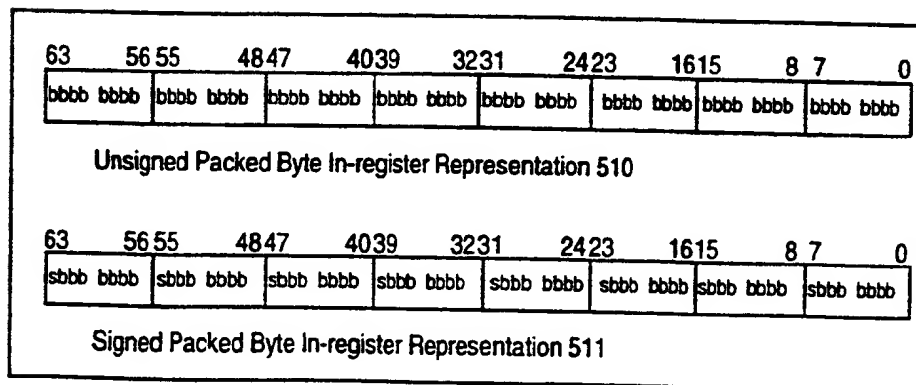 63 56 55 48 47 40 39 32 31 24 23 16 15 8 7 0
bbbb bbbb bbbb bbbb bbbb bbbb bbbb bbbb bbbb bbbb bbbb bbbb bbbb bbbb bbbb bbbb
Unsigned Packed Byte In-register Representation 510
63 56 55 48 47 40 39 32 31 24 23 16 15 8 7 0
sbbb bbbb sbbb bbbb sbbb bbbb sbbb bbbb sbbb bbbb sbbb bbbb sbbb bbbb sbbb bbbb
Signed Packed Byte In-register Representation 511